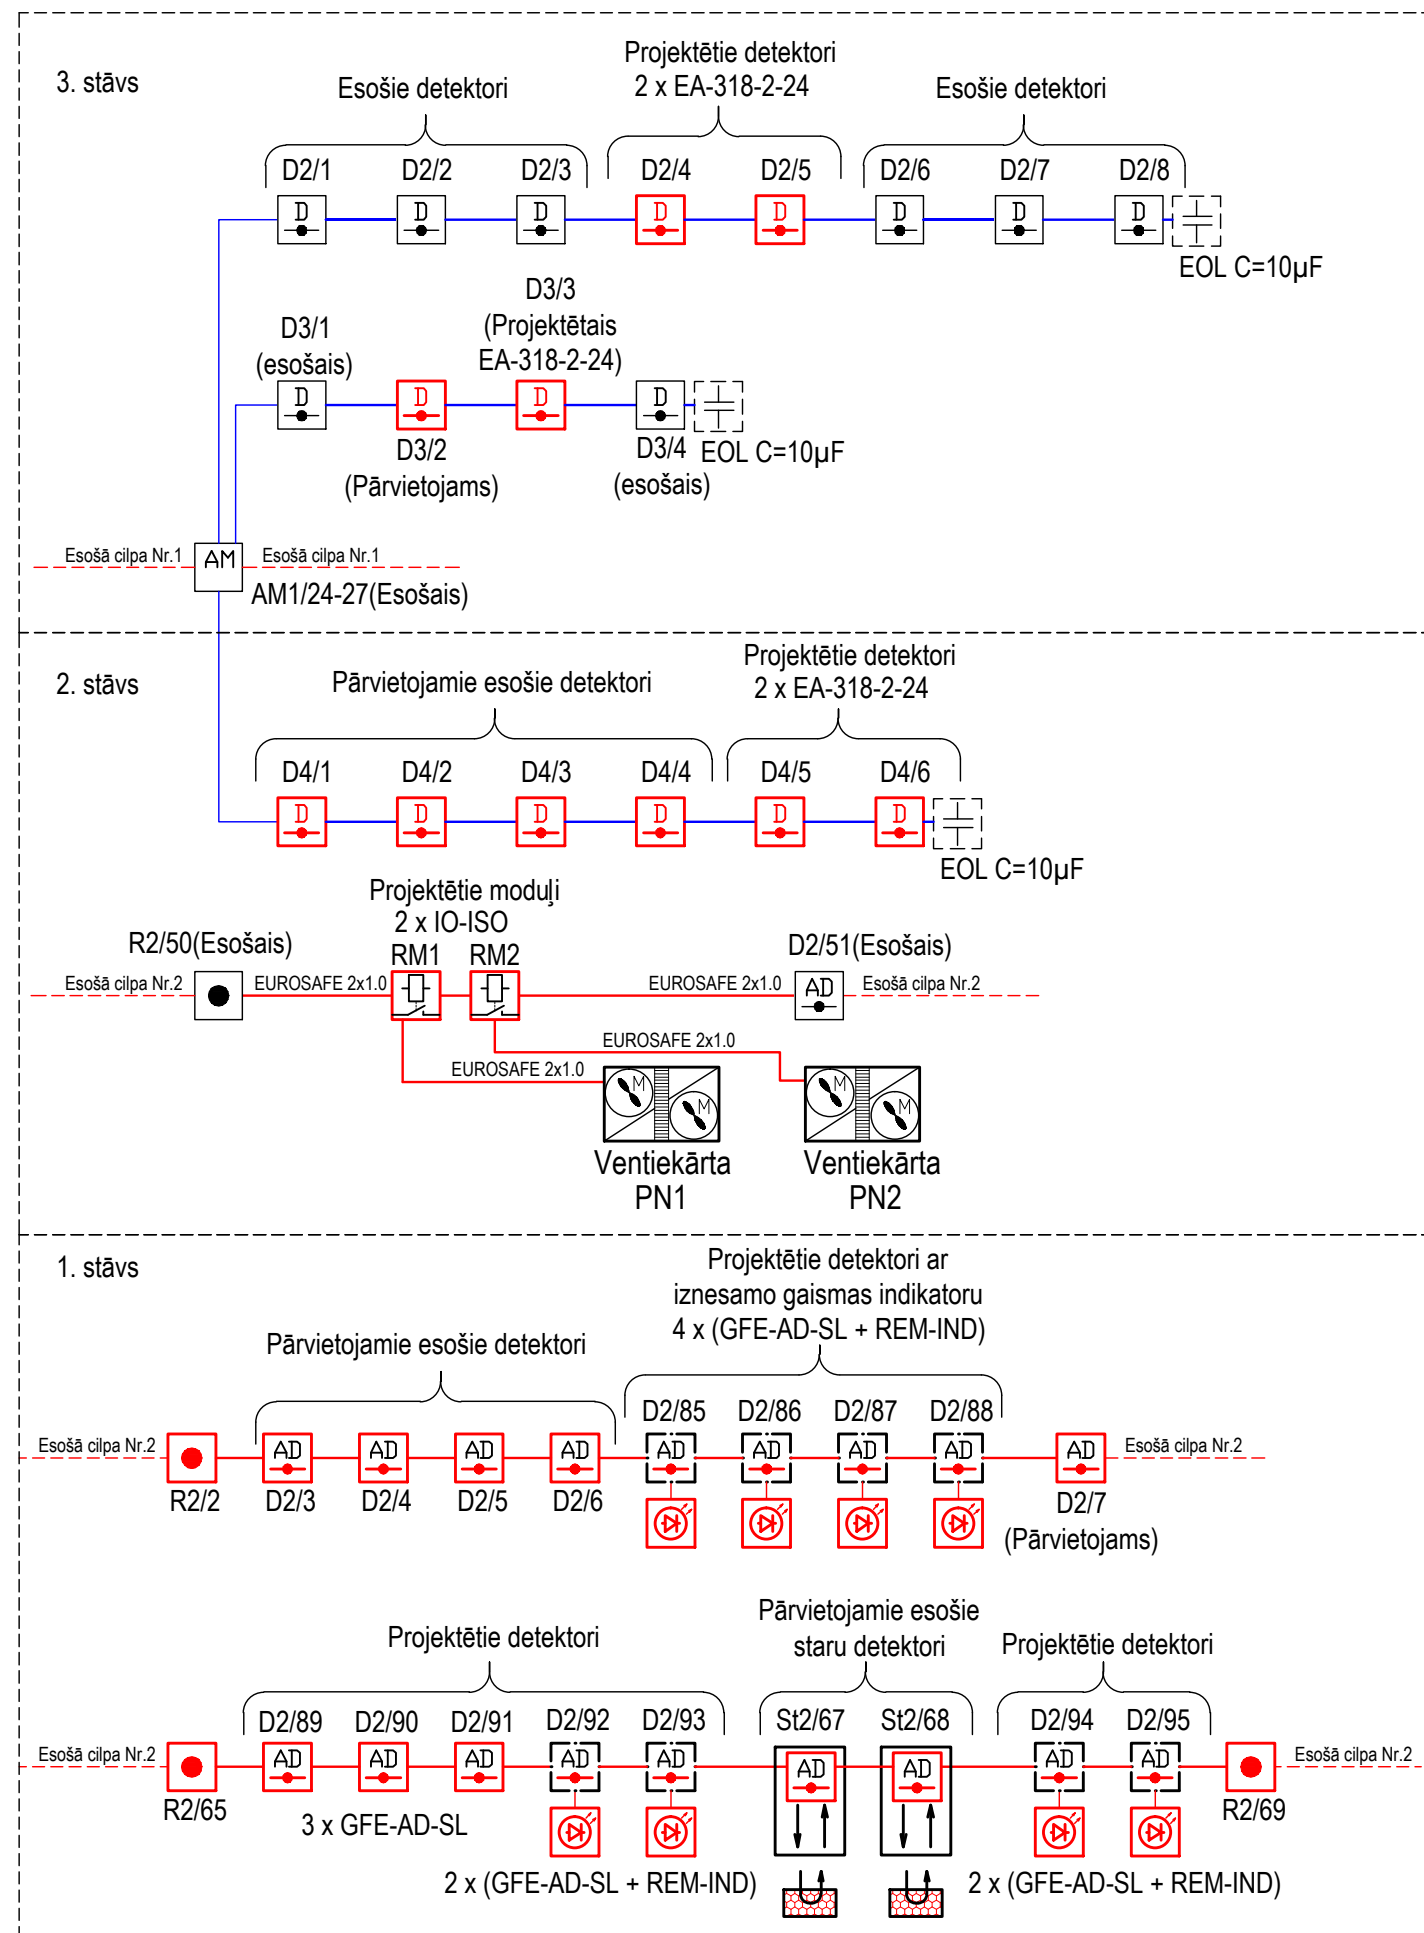 3. stāvs
Esošie detektori
Projektētie detektori
2 x EA-318-2-24
Esošie detektori
D2/1 D2/2 D2/3 D2/4 D2/5 D2/6 D2/7 D2/8
D D D D D D D D
EOL C=10µF
D3/1
(esošais)
D3/3
(Projektētais
EA-318-2-24)
D D D D
D3/2
(Pārvietojams)
D3/4
(esošais)
EOL C=10µF
Esošā cilpa Nr.1 AM Esošā cilpa Nr.1
AM1/24-27(Esošais)
2. stāvs
Pārvietojamie esošie detektori
Projektētie detektori
2 x EA-318-2-24
D4/1 D4/2 D4/3 D4/4 D4/5 D4/6
D D D D D D
EOL C=10µF
Projektētie moduļi
2 x IO-ISO
R2/50(Esošais) RM1 RM2 D2/51(Esošais)
Esošā cilpa Nr.2 EUROSAFE 2x1.0 EUROSAFE 2x1.0 AD Esošā cilpa Nr.2
EUROSAFE 2x1.0
EUROSAFE 2x1.0
M M M M
Ventiekārta
PN1
Ventiekārta
PN2
1. stāvs
Projektētie detektori ar
iznesamo gaismas indikatoru
4 x (GFE-AD-SL + REM-IND)
Pārvietojamie esošie detektori
D2/85 D2/86 D2/87 D2/88
Esošā cilpa Nr.2 AD AD AD AD AD AD AD AD AD Esošā cilpa Nr.2
R2/2 D2/3 D2/4 D2/5 D2/6 D2/7
(Pārvietojams)
Projektētie detektori
Pārvietojamie esošie
staru detektori
Projektētie detektori
D2/89 D2/90 D2/91 D2/92 D2/93 St2/67 St2/68 D2/94 D2/95
Esošā cilpa Nr.2 AD AD AD AD AD AD AD AD AD Esošā cilpa Nr.2
R2/65 R2/69
3 x GFE-AD-SL
2 x (GFE-AD-SL + REM-IND) 2 x (GFE-AD-SL + REM-IND)